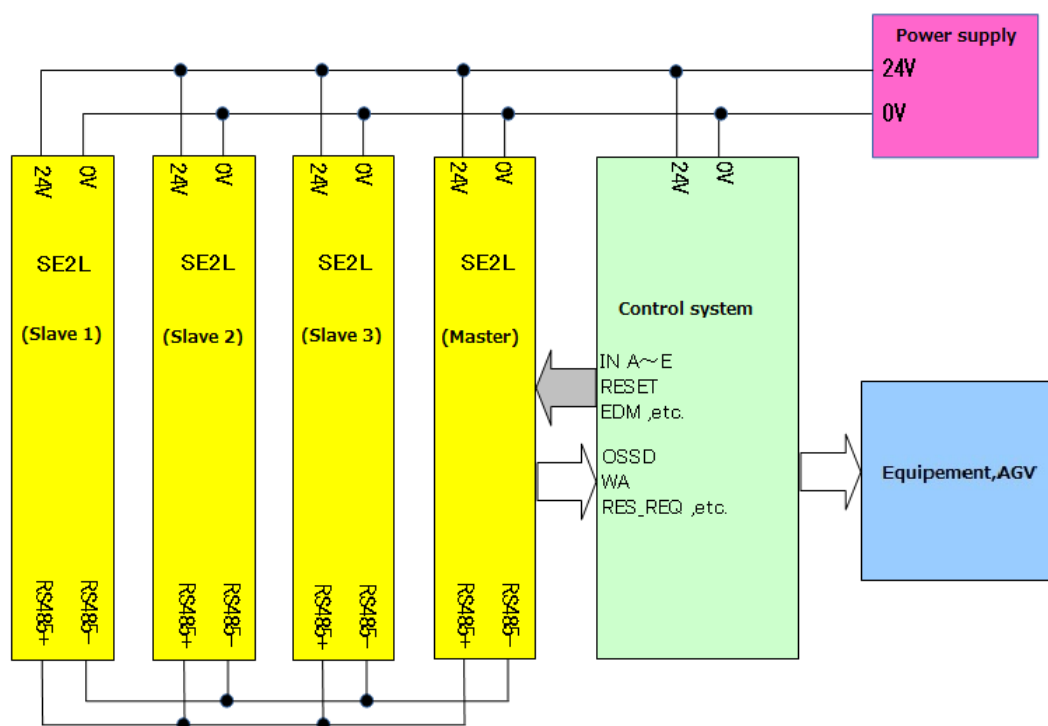 Power supply
24V
0V
24V
0V
24V
0V
24V
0V
24V
0V
24V
0V
SE2L
(Slave 1)
SE2L
(Slave 2)
SE2L
(Slave 3)
SE2L
(Master)
Control system
IN A～E
RESET
EDM ,etc.
OSSD
WA
RES_REQ ,etc.
Equipement,AGV
RS485+
RS485-
RS485+
RS485-
RS485+
RS485-
RS485+
RS485-